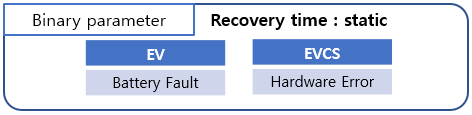 Binary parameter
Recovery time : static
EV
EVCS
Battery Fault
Hardware Error